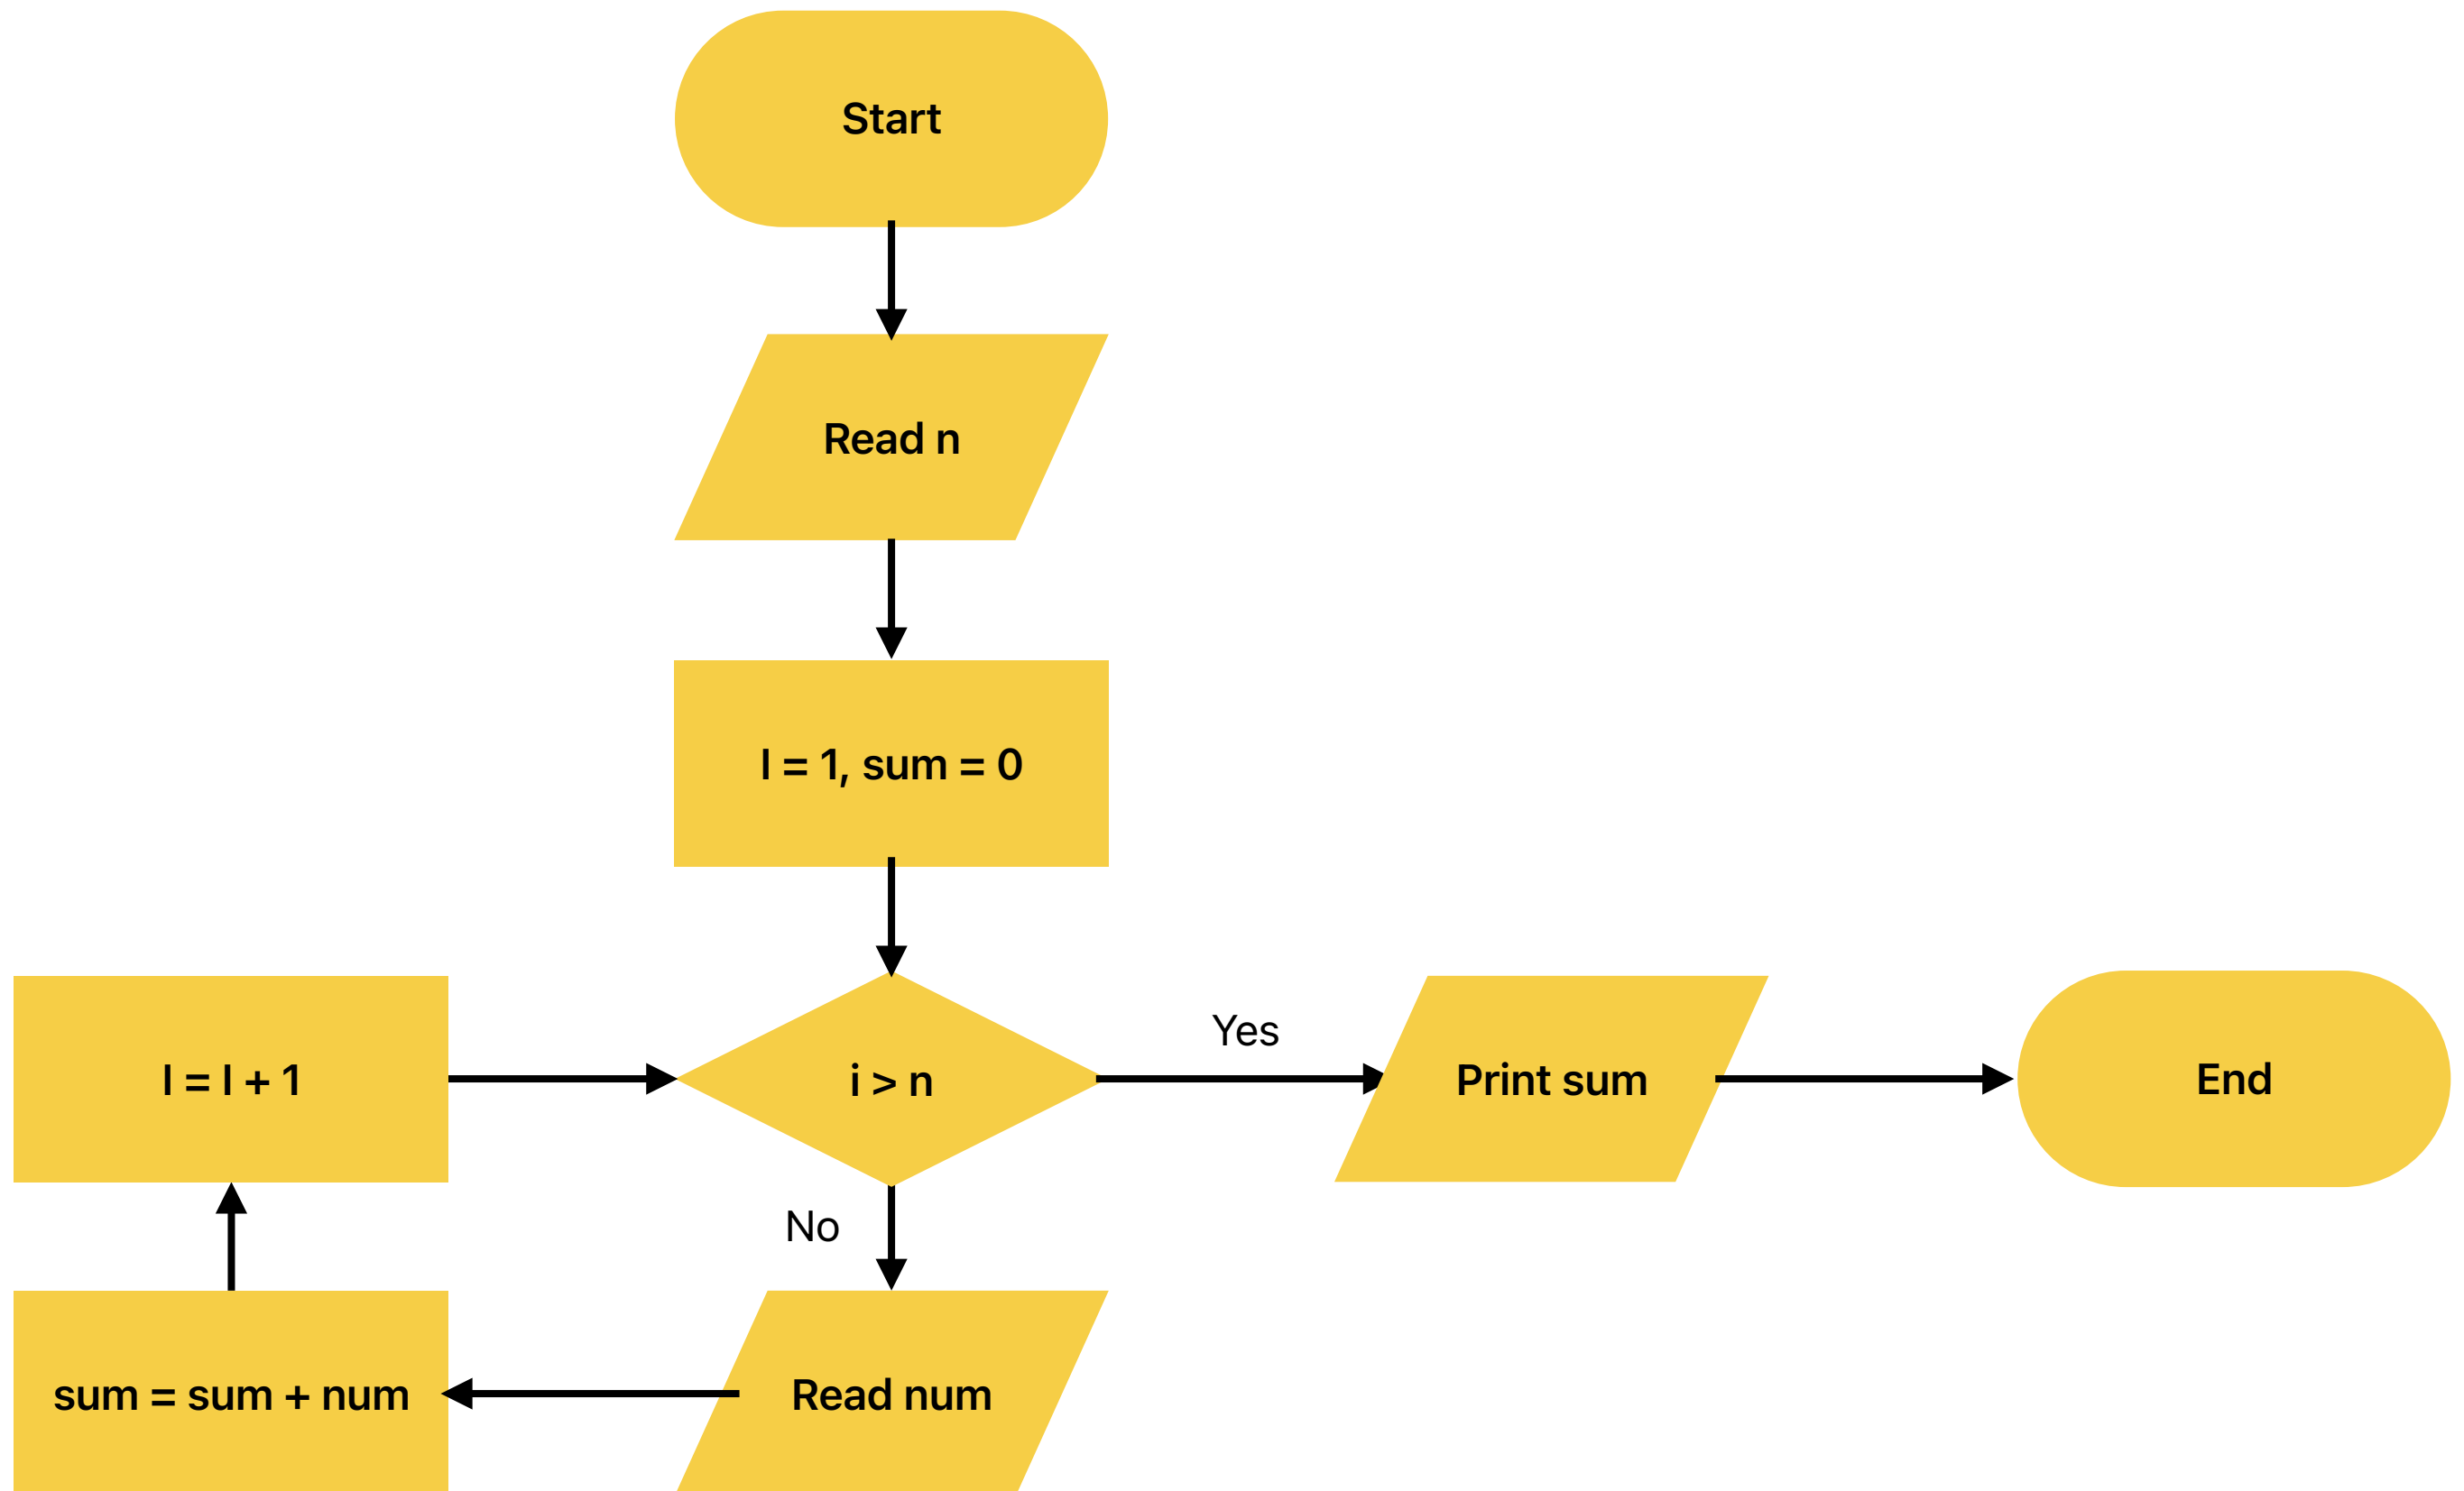 Start
Read n
I = 1, sum = 0
I = I + 1
i > n
Yes
Print sum
End
No
sum = sum + num
Read num